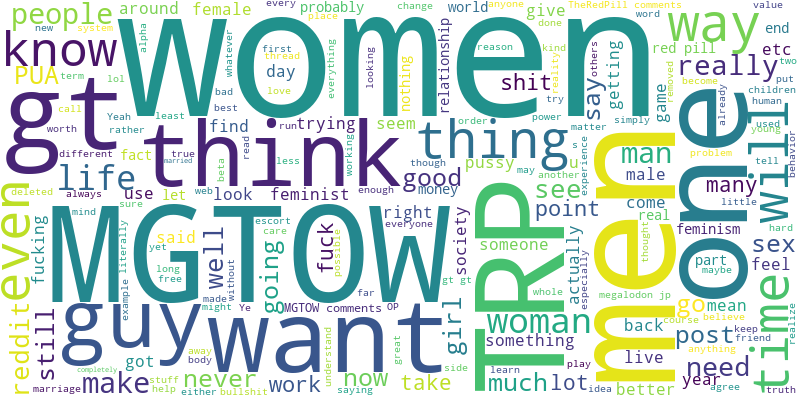 people around female
probably give world every place change anyone TheRedPill comments word value
women way new system done kind
know PUA term alpha whatever first thread day love everything looking nothing relationship reason others try shit say getting red pill end
really etc two put
gt lol bad best Yeah rather least find trying seem
worth call think thing order power simply matter game reality removed become children human already used young
different fact true run married read beta less working though pussy may u s another experience man tell behavior
life good many problem
even deleted always use let web look feminist money see male little
mind sure MGTOW escort care right everyone enough point come real hard
fucking said yet well going fuck possible society TRP someone men one will feminism sex
example literally long free without actually especially thought part maybe feel
reddit made might Ye MGTOW comments far OP gt gt whole megalodon jp go mean time
still guy want girl woman post course believe keep friend realize
got away body understand great side something back anything need
make stuff help either bullshit never work saying now take learn play much lot live idea better year agree truth
marriage completely